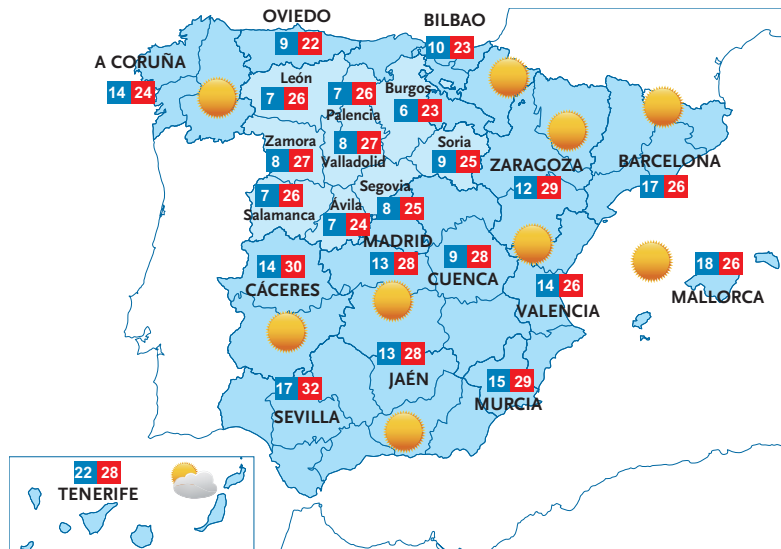 OVIEDO
9 22
BILBAO
10 23
A CORUÑA
14 24
León
7 26
7 26
Palencia
Burgos
6 23
Zamora
8 27
8 27
Valladolid
Soria
9 25
ZARAGOZA
12 29
BARCELONA
17 26
7 26
Salamanca
Ávila
7 24
Segovia
8 25
MADRID
13 28
9 28
CUENCA
14 30
CÁCERES
14 26
VALENCIA
18 26
MALLORCA
13 28
JAÉN
17 32
SEVILLA
15 29
MURCIA
22 28
TENERIFE